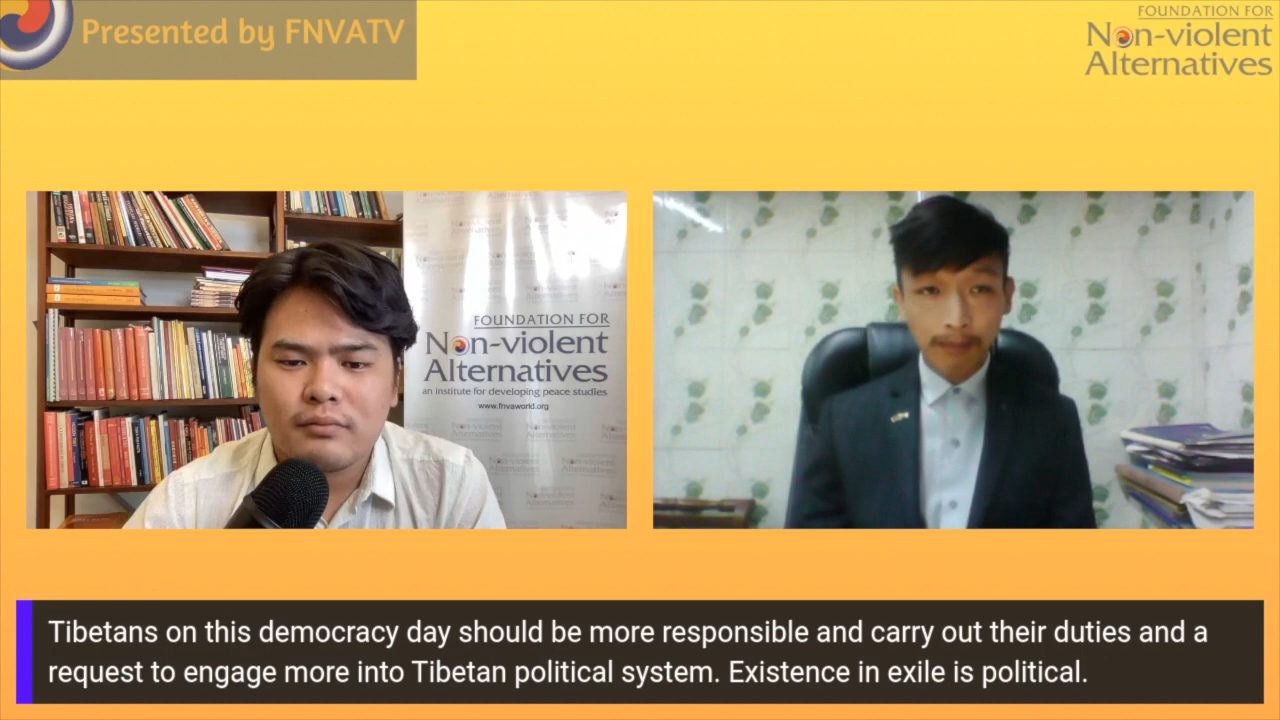 Presented by FNVATV
FOUNDATION FOR
Non-violent
Alternatives
FOUNDATION FOR
Non-violent
Alternatives
an institute for developing peace studies
www.fnvaworld.org
Tibetans on this democracy day should be more responsible and carry out their duties and a
request to engage more into Tibetan political system. Existence in exile is political.